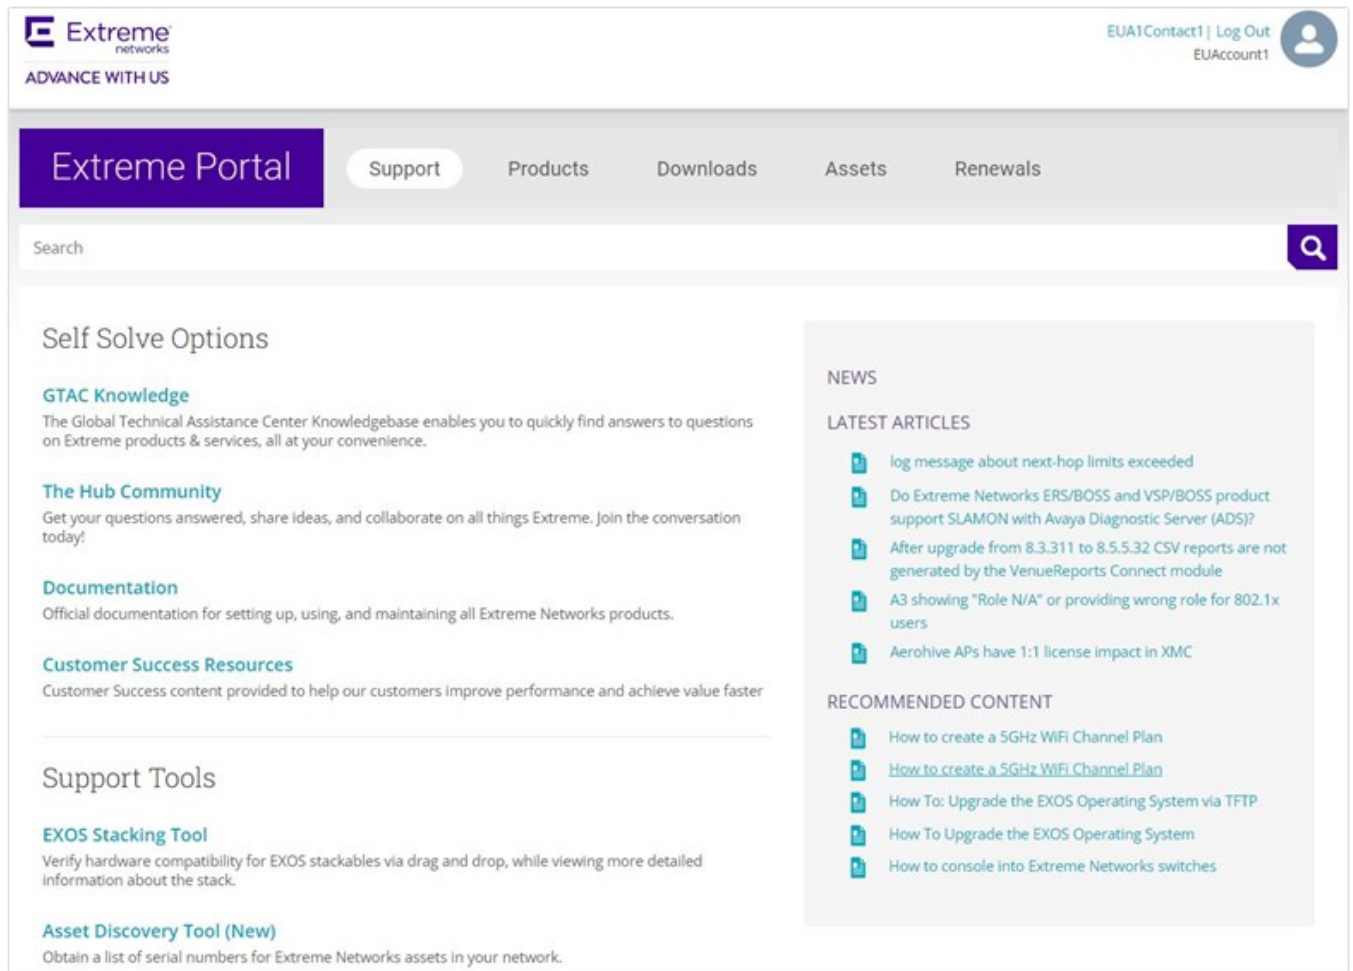 Extreme
networks
ADVANCE WITH US
EUA1Contact1| Log Out
EUAccount1
Extreme Portal
Support
Products
Downloads
Assets
Renewals
Search
Self Solve Options
GTAC Knowledge
The Global Technical Assistance Center Knowledgebase enables you to quickly find answers to questions
on Extreme products & services, all at your convenience.
The Hub Community
Get your questions answered, share ideas, and collaborate on all things Extreme. Join the conversation
today!
Documentation
Official documentation for setting up, using, and maintaining all Extreme Networks products.
Customer Success Resources
Customer Success content provided to help our customers improve performance and achieve value faster
Support Tools
EXOS Stacking Tool
Verify hardware compatibility for EXOS stackables via drag and drop, while viewing more detailed
information about the stack.
Asset Discovery Tool (New)
Obtain a list of serial numbers for Extreme Networks assets in your network.
NEWS
LATEST ARTICLES
log message about next-hop limits exceeded
Do Extreme Networks ERS/BOSS and VSP/BOSS product
support SLAMON with Avaya Diagnostic Server (ADS)?
After upgrade from 8.3.311 to 8.5.5.32 CSV reports are not
generated by the VenueReports Connect module
A3 showing "Role N/A" or providing wrong role for 802.1x
users
Aerohive APs have 1:1 license impact in XMC
RECOMMENDED CONTENT
How to create a 5GHz WiFi Channel Plan
How to create a 5GHz WiFi Channel Plan
How To: Upgrade the EXOS Operating System via TFTP
How To Upgrade the EXOS Operating System
How to console into Extreme Networks switches